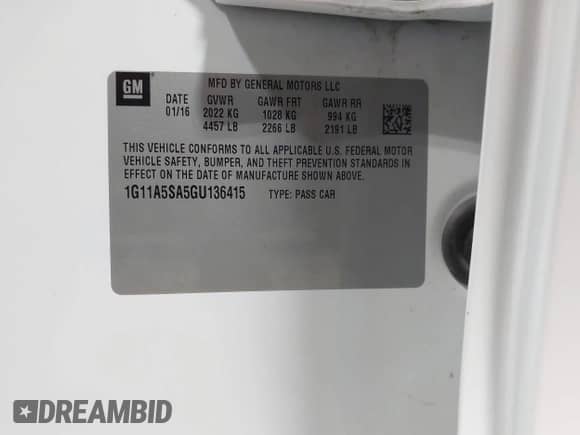 GM
MFD BY GENERAL MOTORS LLC
DATE GVWR GAWR FRT GAWR RR
01/16 2022 KG 1028 KG 994 KG
4457 LB 2266 LB 2191 LB
THIS VEHICLE CONFORMS TO ALL APPLICABLE U.S. FEDERAL MOTOR
VEHICLE SAFETY, BUMPER, AND THEFT PREVENTION STANDARDS IN
EFFECT ON THE DATE OF MANUFACTURE SHOWN ABOVE.
1G11A5SA5GU136415 TYPE: PASS CAR
DREAMBID